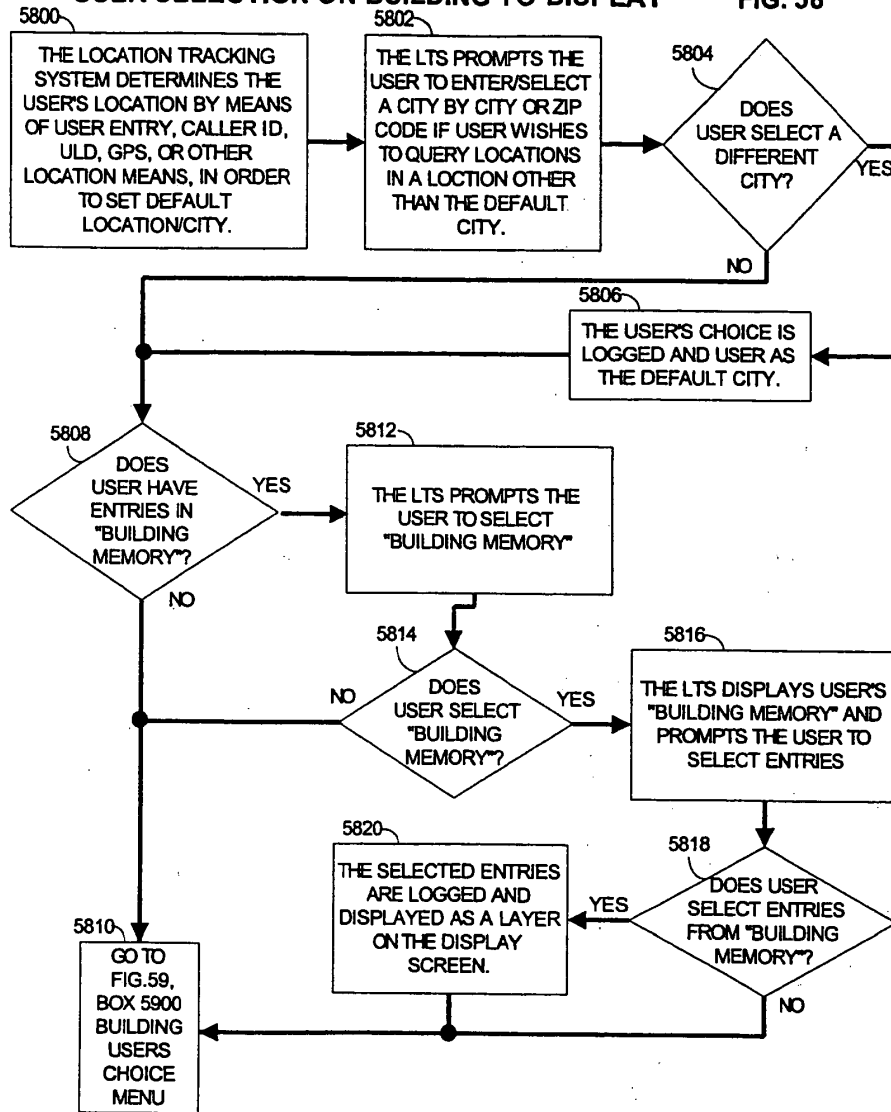 USER SELECTION ON BUILDING TO DISPLAY FIG. 58
5800
THE LOCATION TRACKING
SYSTEM DETERMINES THE
USER'S LOCATION BY MEANS
OF USER ENTRY, CALLER ID,
ULD, GPS, OR OTHER
LOCATION MEANS, IN ORDER
TO SET DEFAULT
LOCATION/CITY.
5802
THE LTS PROMPTS THE
USER TO ENTER/SELECT
A CITY BY CITY OR ZIP
CODE IF USER WISHES
TO QUERY LOCATIONS
IN A LOCTION OTHER
THAN THE DEFAULT
CITY.
5804
DOES
USER SELECT A
DIFFERENT
CITY?
YES
NO
5806
THE USER'S CHOICE IS
LOGGED AND USER AS
THE DEFAULT CITY.
5808
DOES
USER HAVE
ENTRIES IN
"BUILDING
MEMORY"?
YES
NO
5812
THE LTS PROMPTS THE
USER TO SELECT
"BUILDING MEMORY"
5814
DOES
USER SELECT
"BUILDING
MEMORY"?
NO
YES
5816
THE LTS DISPLAYS USER'S
"BUILDING MEMORY" AND
PROMPTS THE USER TO
SELECT ENTRIES
5818
DOES USER
SELECT ENTRIES
FROM "BUILDING
MEMORY"?
YES
NO
5820
THE SELECTED ENTRIES
ARE LOGGED AND
DISPLAYED AS A LAYER
ON THE DISPLAY
SCREEN.
5810
GO TO
FIG.59,
BOX 5900
BUILDING
USERS
CHOICE
MENU